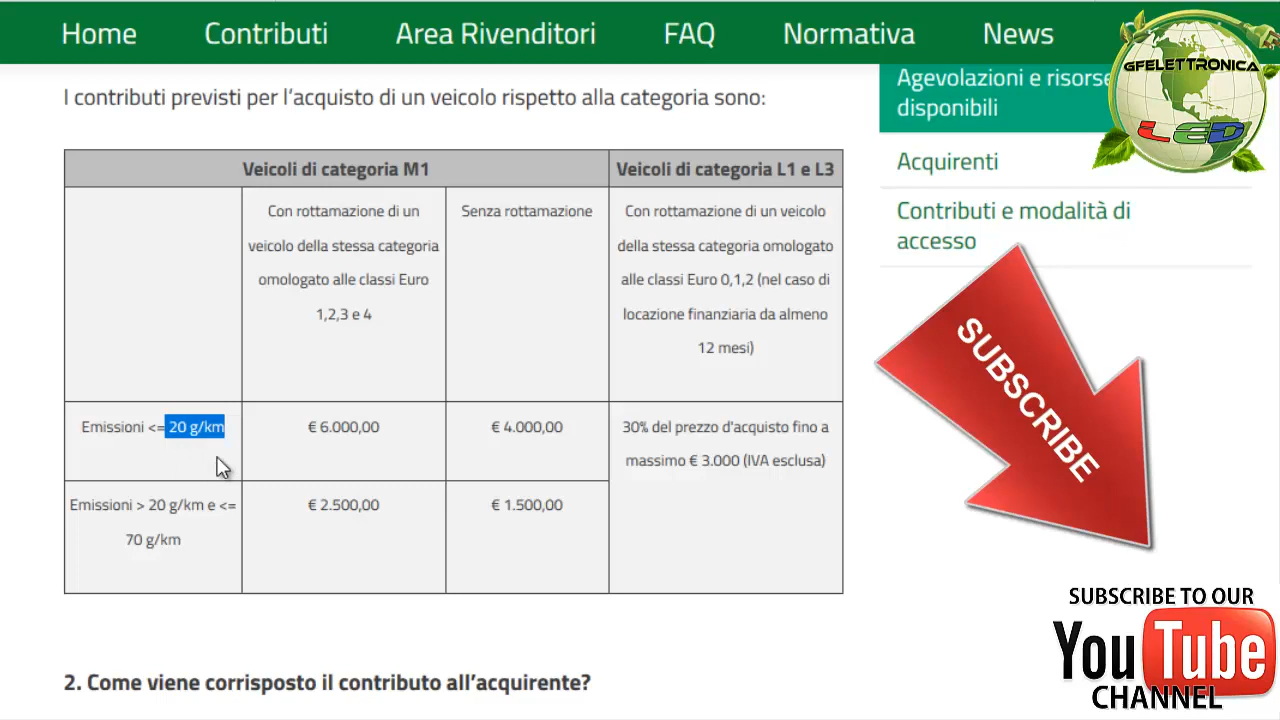 Home Contributi Area Rivenditori FAQ Normativa News
GFELETTRONICA
LED
I contributi previsti per l'acquisto di un veicolo rispetto alla categoria sono:
Agevolazioni e risorse
disponibili
Acquirenti
Contributi e modalità di
accesso
Veicoli di categoria M1 Veicoli di categoria L1 e L3
Con rottamazione di un
veicolo della stessa categoria
omologato alle classi Euro
1,2,3 e 4
Senza rottamazione
Con rottamazione di un veicolo
della stessa categoria omologato
alle classi Euro 0,1,2 (nel caso di
locazione finanziaria da almeno
12 mesi)
Emissioni <= 20 g/km
€ 6.000,00
€ 4.000,00
30% del prezzo d'acquisto fino a
massimo € 3.000 (IVA esclusa)
Emissioni > 20 g/km e <=
70 g/km
€ 2.500,00
€ 1.500,00
SUBSCRIBE
2. Come viene corrisposto il contributo all'acquirente?
SUBSCRIBE TO OUR
YouTube
CHANNEL